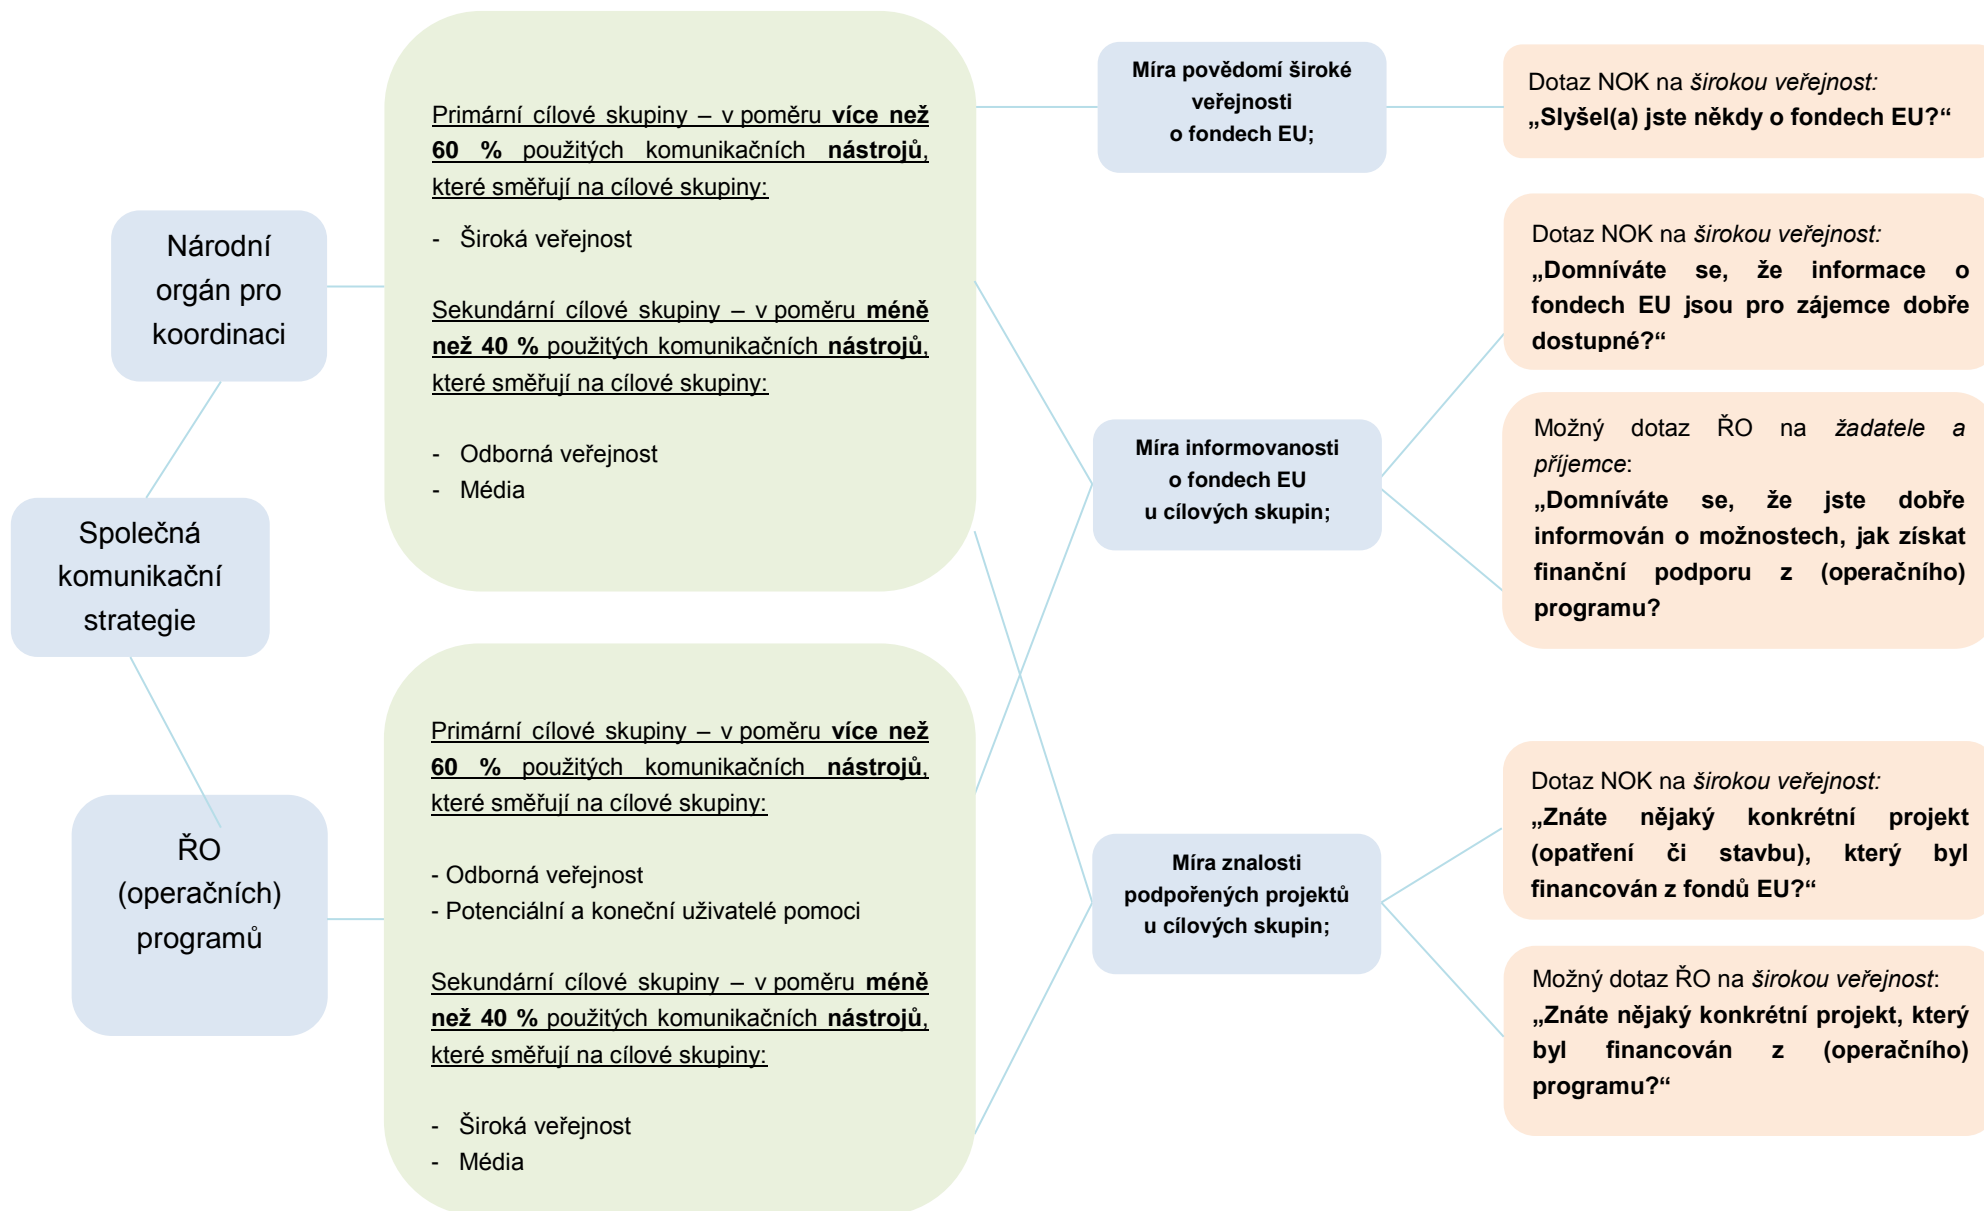 Společná
komunikační
strategie
Národní
orgán pro
koordinaci
ŘO
(operačních)
programů
Primární cílové skupiny – v poměru více než
60 % použitých komunikačních nástrojů,
které směřují na cílové skupiny:
- Široká veřejnost
Sekundární cílové skupiny – v poměru méně
než 40 % použitých komunikačních nástrojů,
které směřují na cílové skupiny:
- Odborná veřejnost
- Média
Primární cílové skupiny – v poměru více než
60 % použitých komunikačních nástrojů,
které směřují na cílové skupiny:
- Odborná veřejnost
- Potenciální a koneční uživatelé pomoci
Sekundární cílové skupiny – v poměru méně
než 40 % použitých komunikačních nástrojů,
které směřují na cílové skupiny:
- Široká veřejnost
- Média
Míra povědomí široké
veřejnosti
o fondech EU;
Míra informovanosti
o fondech EU
u cílových skupin;
Míra znalosti
podpořených projektů
u cílových skupin;
Dotaz NOK na širokou veřejnost:
„Slyšel(a) jste někdy o fondech EU?“
Dotaz NOK na širokou veřejnost:
„Domníváte se, že informace o
fondech EU jsou pro zájemce dobře
dostupné?“
Možný dotaz ŘO na žadatele a
příjemce:
„Domníváte se, že jste dobře
informován o možnostech, jak získat
finanční podporu z (operačního)
programu?
Dotaz NOK na širokou veřejnost:
„Znáte nějaký konkrétní projekt
(opatření či stavbu), který byl
financován z fondů EU?“
Možný dotaz ŘO na širokou veřejnost:
„Znáte nějaký konkrétní projekt, který
byl financován z (operačního)
programu?“